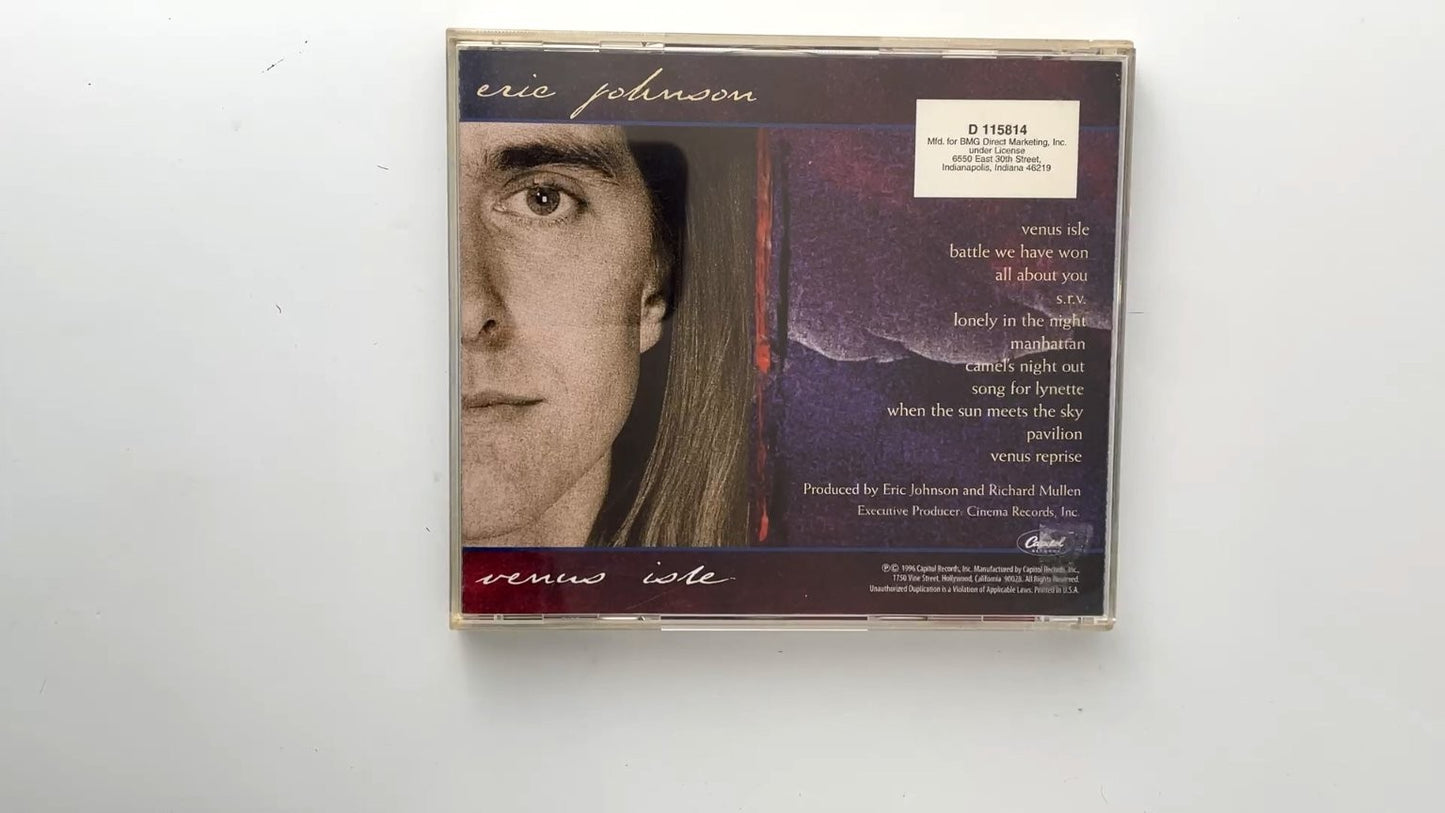 eric johnson
D 115814
Mfd. for BMG Direct Marketing, Inc.
under License
6550 East 30th Street,
Indianapolis, Indiana 46219
venus isle
battle we have won
all about you
s.r.v.
lonely in the night
manhattan
camel's night out
song for lynette
when the sun meets the sky
pavilion
venus reprise
Produced by Eric Johnson and Richard Mullen
Executive Producer: Cinema Records, Inc.
Capitol
RECORDS
venus isle
℗© 1996 Capitol Records, Inc. Manufactured by Capitol Records, Inc.,
1750 Vine Street, Hollywood, California 90028. All Rights Reserved.
Unauthorized Duplication is a Violation of Applicable Laws. Printed in U.S.A.